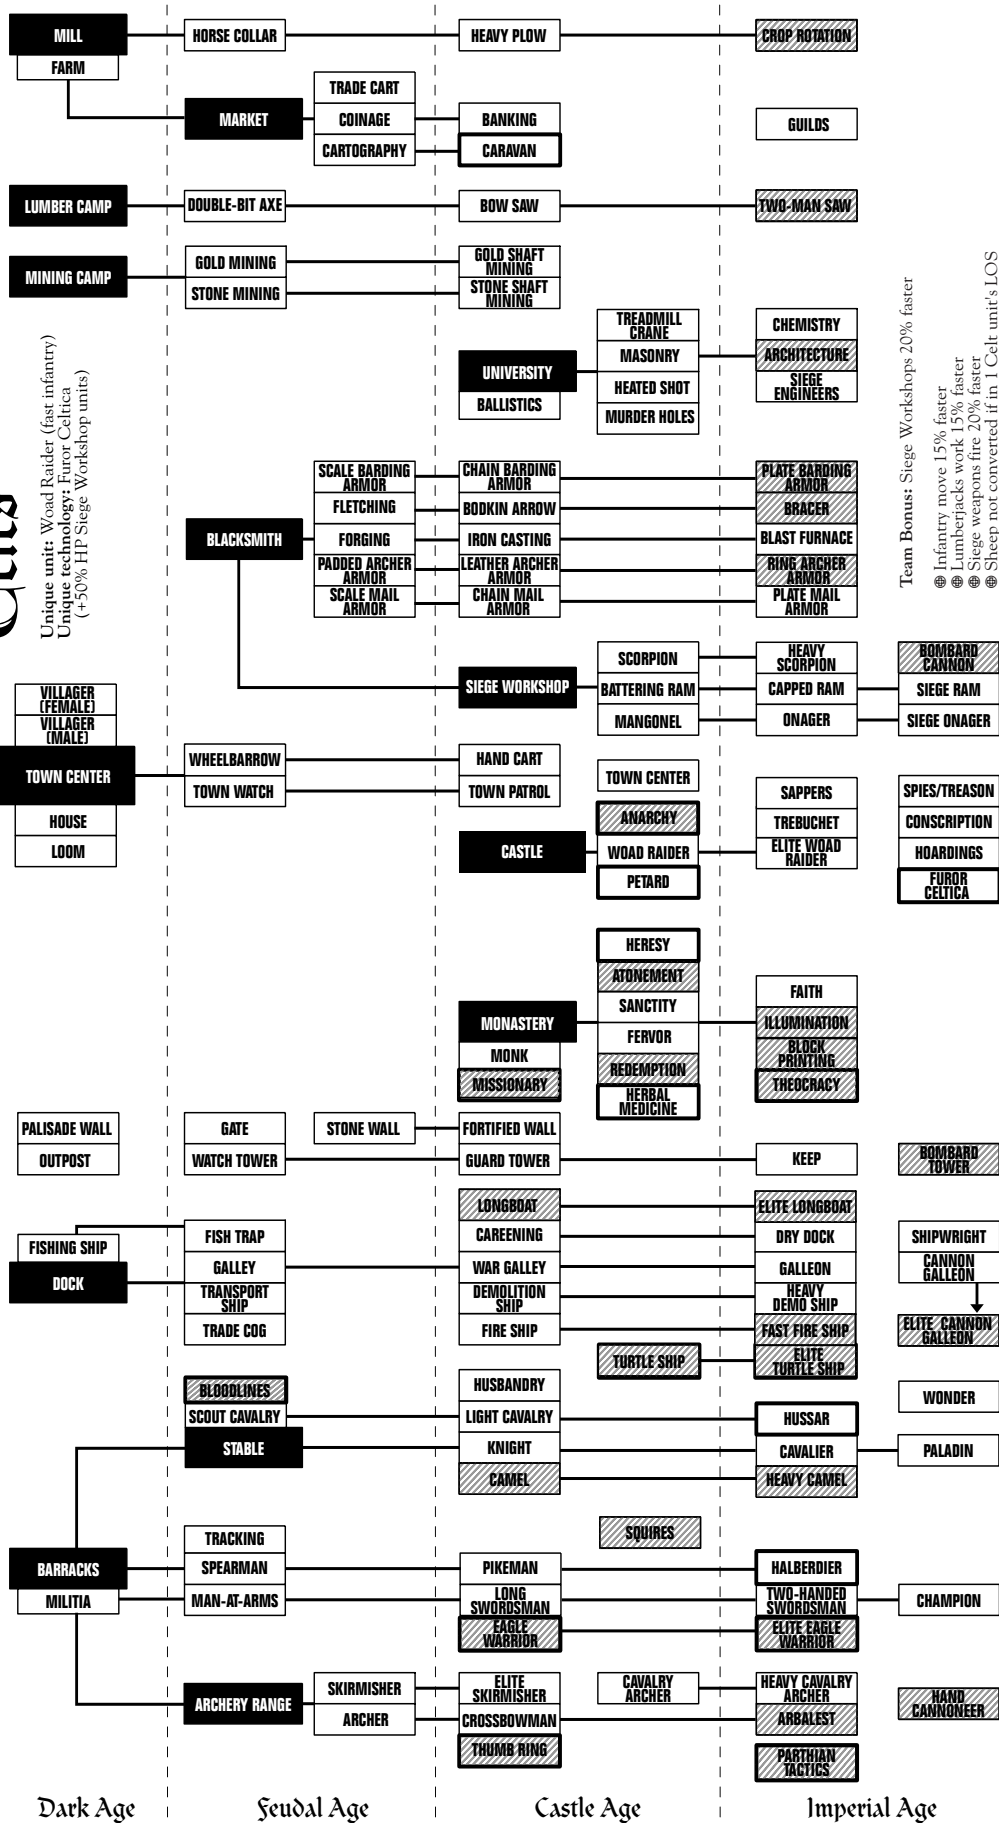 MILL
FARM
HORSE COLLAR
HEAVY PLOW
CROP ROTATION
MARKET
TRADE CART
COINAGE
CARTOGRAPHY
BANKING
CARAVAN
GUILDS
LUMBER CAMP
DOUBLE-BIT AXE
BOW SAW
TWO-MAN SAW
MINING CAMP
GOLD MINING
STONE MINING
GOLD SHAFT
MINING
STONE SHAFT
MINING
Unique unit: Woad Raider (fast infantry)
Unique technology: Furor Celtica
(+50% HP Siege Workshop units)
UNIVERSITY
BALLISTICS
TREADMILL
CRANE
MASONRY
HEATED SHOT
MURDER HOLES
CHEMISTRY
ARCHITECTURE
SIEGE
ENGINEERS
Team Bonus: Siege Workshops 20% faster
Infantry move 15% faster
Lumberjacks work 15% faster
Siege weapons fire 20% faster
Sheep not converted if in 1 Celt unit's LOS
BLACKSMITH
SCALE BARDING
ARMOR
FLETCHING
FORGING
PADDED ARCHER
ARMOR
SCALE MAIL
ARMOR
CHAIN BARDING
ARMOR
BODKIN ARROW
IRON CASTING
LEATHER ARCHER
ARMOR
CHAIN MAIL
ARMOR
PLATE BARDING
ARMOR
BRACER
BLAST FURNACE
RING ARCHER
ARMOR
PLATE MAIL
ARMOR
SIEGE WORKSHOP
SCORPION
BATTERING RAM
MANGONEL
HEAVY
SCORPION
CAPPED RAM
ONAGER
BOMBARD
CANNON
SIEGE RAM
SIEGE ONAGER
VILLAGER
(FEMALE)
VILLAGER
(MALE)
TOWN CENTER
HOUSE
LOOM
WHEELBARROW
TOWN WATCH
HAND CART
TOWN PATROL
TOWN CENTER
CASTLE
ANARCHY
WOAD RAIDER
PETARD
SAPPERS
TREBUCHET
ELITE WOAD
RAIDER
SPIES/TREASON
CONSCRIPTION
HOARDINGS
FUROR
CELTICA
MONASTERY
MONK
MISSIONARY
HERESY
ATONEMENT
SANCTITY
FERVOR
REDEMPTION
HERBAL
MEDICINE
FAITH
ILLUMINATION
BLOCK
PRINTING
THEOCRACY
PALISADE WALL
OUTPOST
GATE
WATCH TOWER
STONE WALL
FORTIFIED WALL
GUARD TOWER
KEEP
BOMBARD
TOWER
FISHING SHIP
DOCK
FISH TRAP
GALLEY
TRANSPORT
SHIP
TRADE COG
LONGBOAT
CAREENING
WAR GALLEY
DEMOLITION
SHIP
FIRE SHIP
TURTLE SHIP
ELITE LONGBOAT
DRY DOCK
GALLEON
HEAVY
DEMO SHIP
FAST FIRE SHIP
ELITE
TURTLE SHIP
SHIPWRIGHT
CANNON
GALLEON
ELITE CANNON
GALLEON
BLOODLINES
SCOUT CAVALRY
STABLE
HUSBANDRY
LIGHT CAVALRY
KNIGHT
CAMEL
HUSSAR
CAVALIER
HEAVY CAMEL
WONDER
PALADIN
BARRACKS
MILITIA
TRACKING
SPEARMAN
MAN-AT-ARMS
PIKEMAN
LONG
SWORDSMAN
EAGLE
WARRIOR
SQUIRES
HALBERDIER
TWO-HANDED
SWORDSMAN
ELITE EAGLE
WARRIOR
CHAMPION
ARCHERY RANGE
SKIRMISHER
ARCHER
ELITE
SKIRMISHER
CROSSBOWMAN
THUMB RING
CAVALRY
ARCHER
HEAVY CAVALRY
ARCHER
ARBALEST
PARTHIAN
TACTICS
HAND
CANNONEER
Dark Age
Feudal Age
Castle Age
Imperial Age